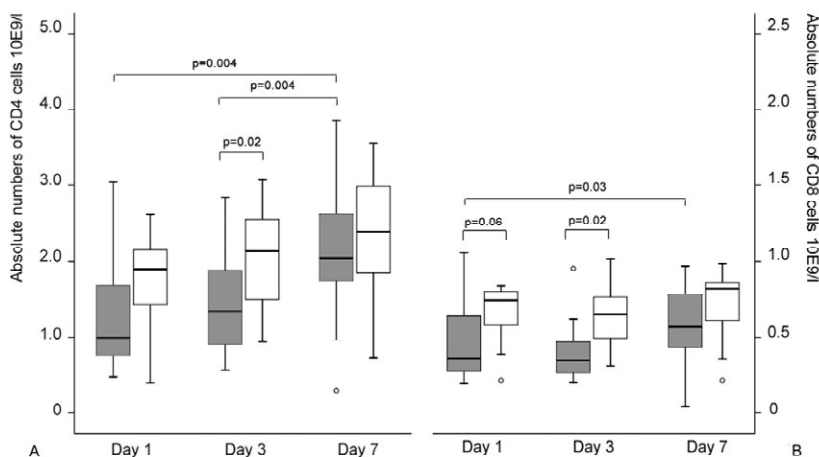 Absolute numbers of CD4 cells 10E9/l
5.0
4.0
3.0
2.0
1.0
0
p=0.004
p=0.004
p=0.02
Day 1
Day 3
Day 7
A
p=0.03
p=0.06
p=0.02
Day 1
Day 3
Day 7
B
2.5
2.0
1.5
1.0
0.5
0
Absolute numbers of CD8 cells 10E9/l